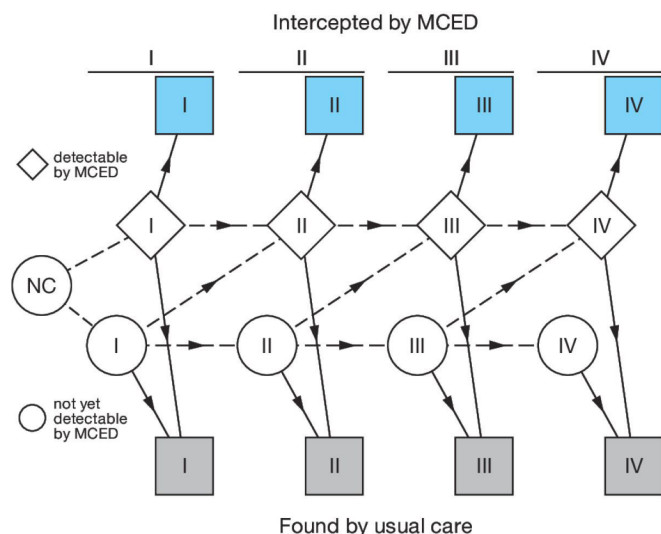 Intercepted by MCED
I II III IV
I II III IV
detectable
by MCED
I II III IV
NC
I II III IV
not yet
detectable
by MCED
I II III IV
Found by usual care